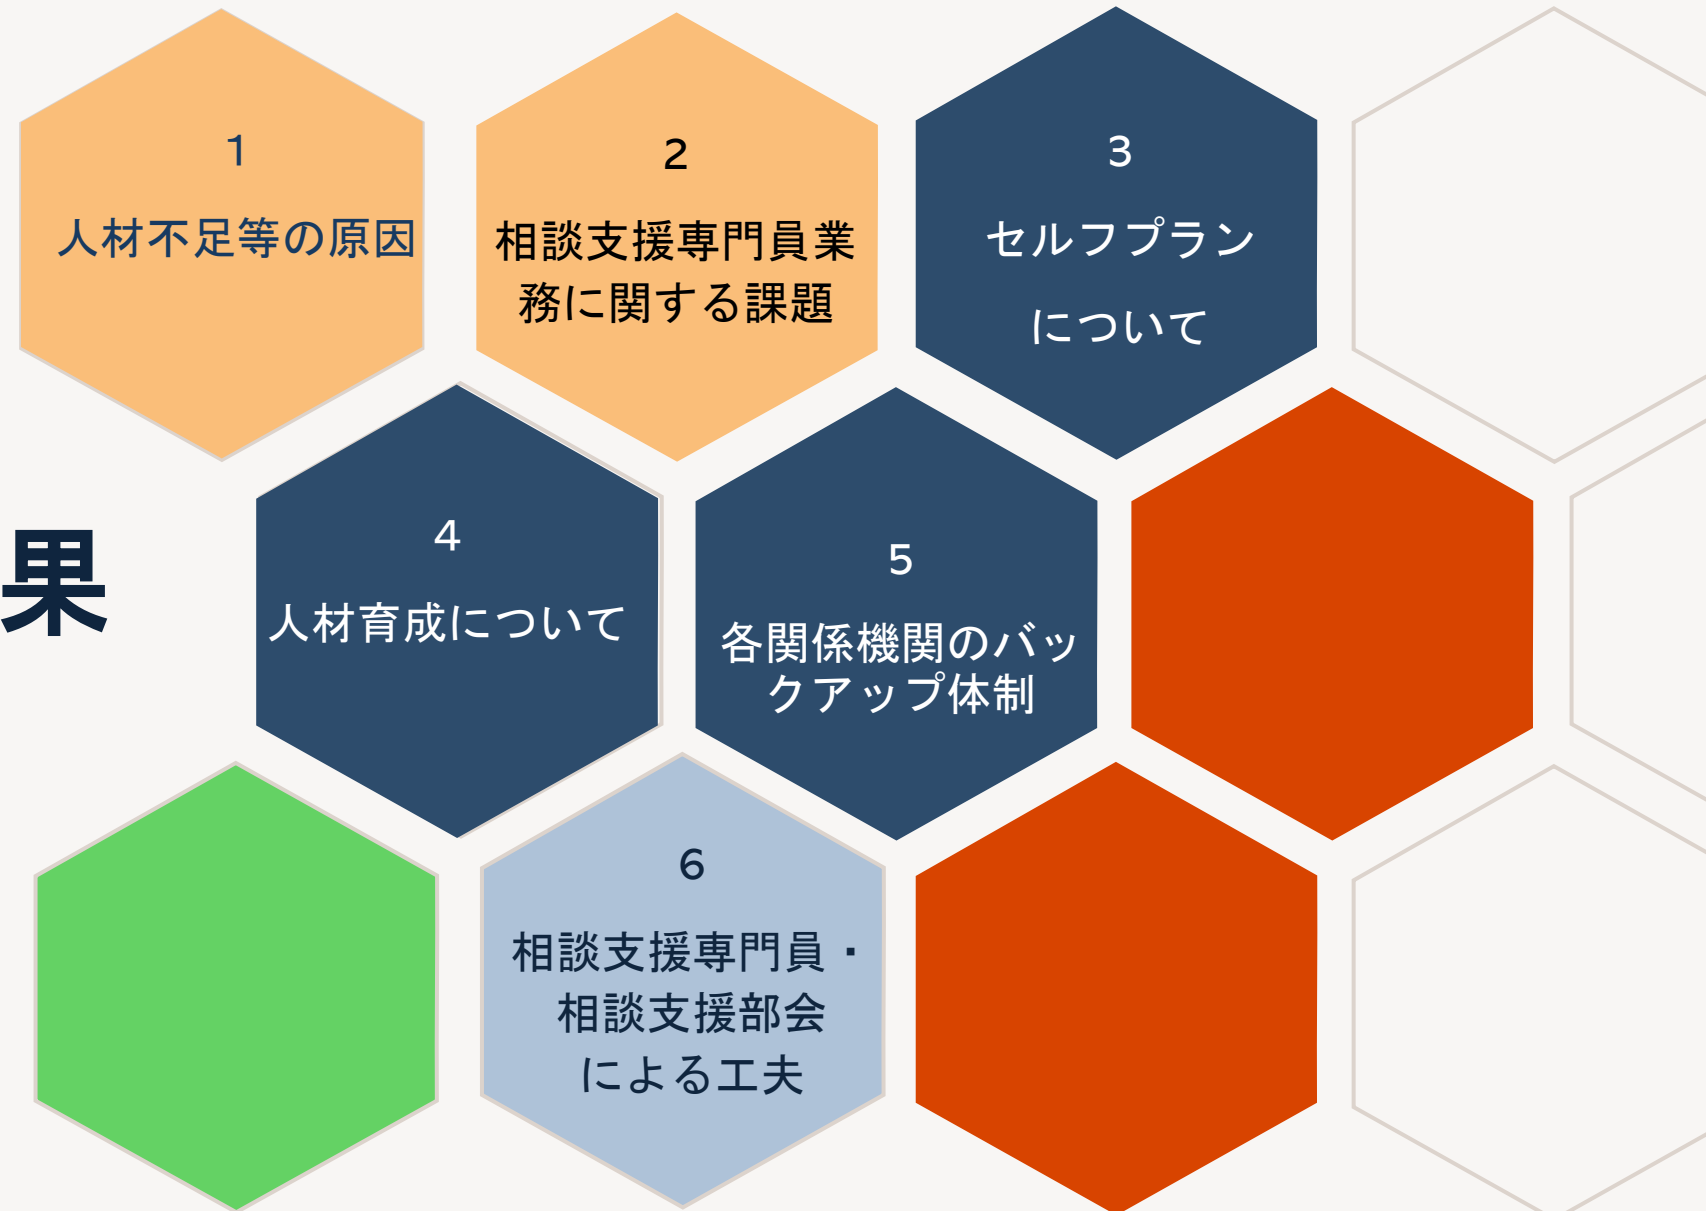 1
人材不足等の原因
2
相談支援専門員業
務に関する課題
3
セルフプラン
について
果
4
人材育成について
5
各関係機関のバッ
クアップ体制
6
相談支援専門員・
相談支援部会
による工夫